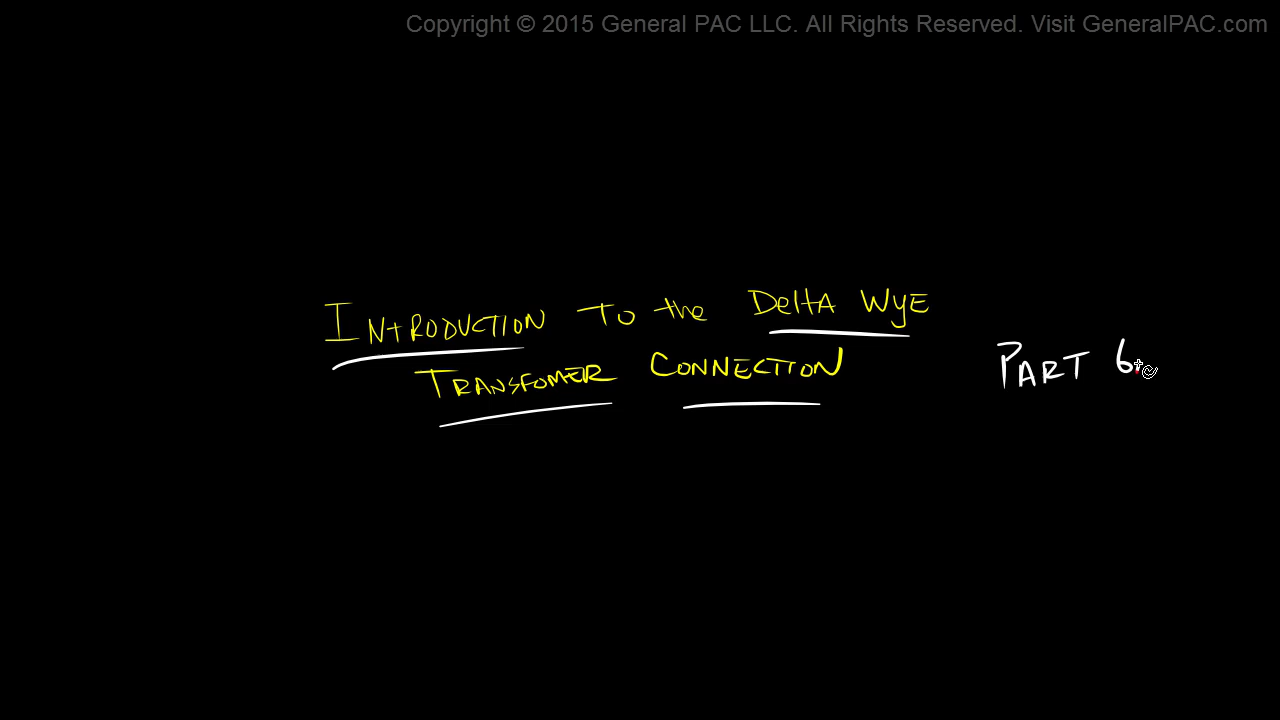 Copyright © 2015 General PAC LLC. All Rights Reserved. Visit GeneralPAC.com
INtRODUCTION To the DeltA WyE
TRANSFOMER CONNECTION
PART 6